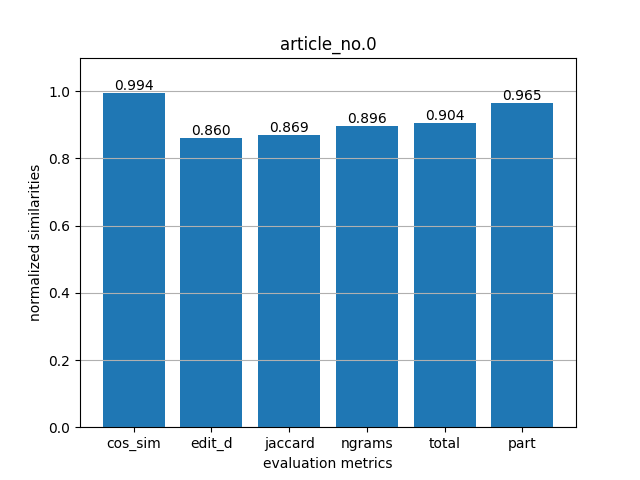 article_no.0
normalized similarities
1.0
0.8
0.6
0.4
0.2
0.0
0.994
0.860
0.869
0.896
0.904
0.965
cos_sim
edit_d
jaccard
ngrams
total
part
evaluation metrics